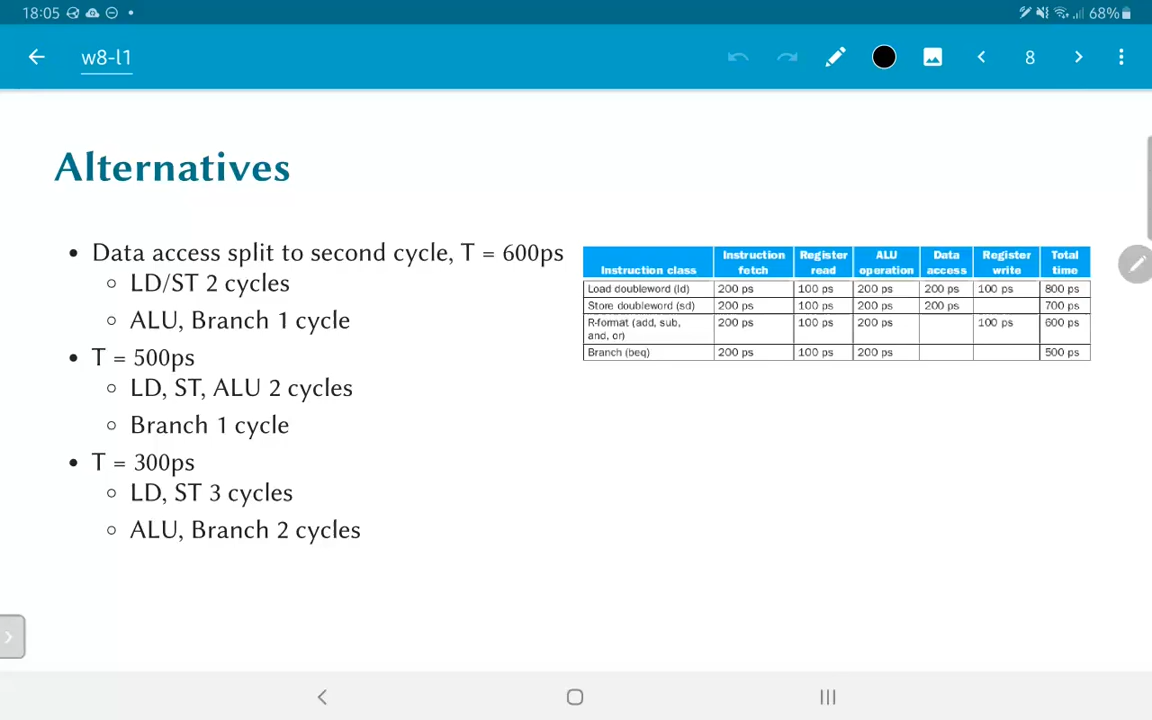 18:05
68%
w8-l1
8
Alternatives
• Data access split to second cycle, T = 600ps
◦ LD/ST 2 cycles
◦ ALU, Branch 1 cycle
• T = 500ps
◦ LD, ST, ALU 2 cycles
◦ Branch 1 cycle
• T = 300ps
◦ LD, ST 3 cycles
◦ ALU, Branch 2 cycles
Instruction class Instruction fetch Register read ALU operation Data access Register write Total time
Load doubleword (ld) 200 ps 100 ps 200 ps 200 ps 100 ps 800 ps
Store doubleword (sd) 200 ps 100 ps 200 ps 200 ps 700 ps
R-format (add, sub, and, or) 200 ps 100 ps 200 ps 100 ps 600 ps
Branch (beq) 200 ps 100 ps 200 ps 500 ps